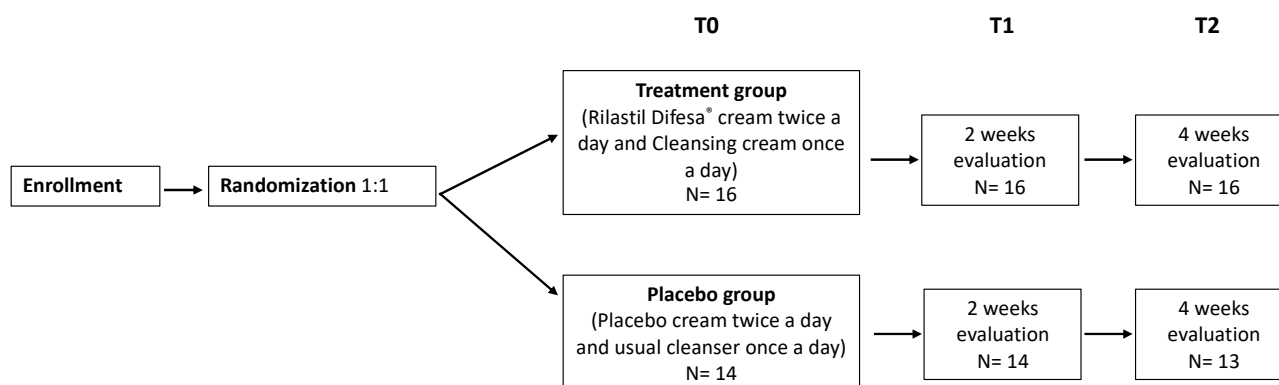 T0 T1 T2
Enrollment
Randomization 1:1
Treatment group
(Rilastil Difesa® cream twice a
day and Cleansing cream once
a day)
N= 16
2 weeks
evaluation
N= 16
4 weeks
evaluation
N= 16
Placebo group
(Placebo cream twice a day
and usual cleanser once a day)
N= 14
2 weeks
evaluation
N= 14
4 weeks
evaluation
N= 13